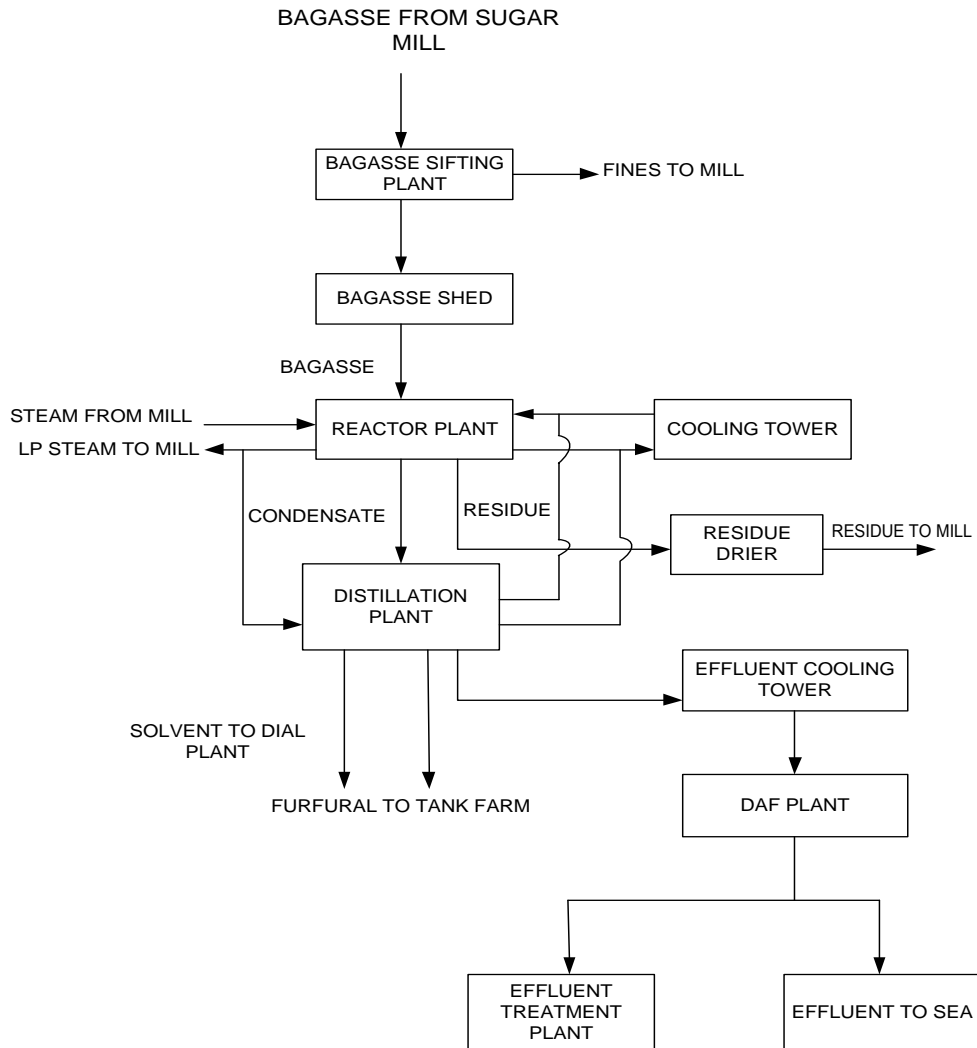 BAGASSE FROM SUGAR
MILL
BAGASSE SIFTING
PLANT
FINES TO MILL
BAGASSE SHED
BAGASSE
STEAM FROM MILL
LP STEAM TO MILL
REACTOR PLANT
COOLING TOWER
CONDENSATE
RESIDUE
RESIDUE
DRIER
RESIDUE TO MILL
DISTILLATION
PLANT
EFFLUENT COOLING
TOWER
SOLVENT TO DIAL
PLANT
FURFURAL TO TANK FARM
DAF PLANT
EFFLUENT
TREATMENT
PLANT
EFFLUENT TO SEA